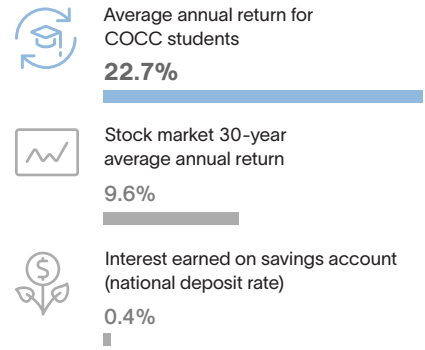 Average annual return for
COCC students
22.7%
Stock market 30-year
average annual return
9.6%
Interest earned on savings account
(national deposit rate)
0.4%
$